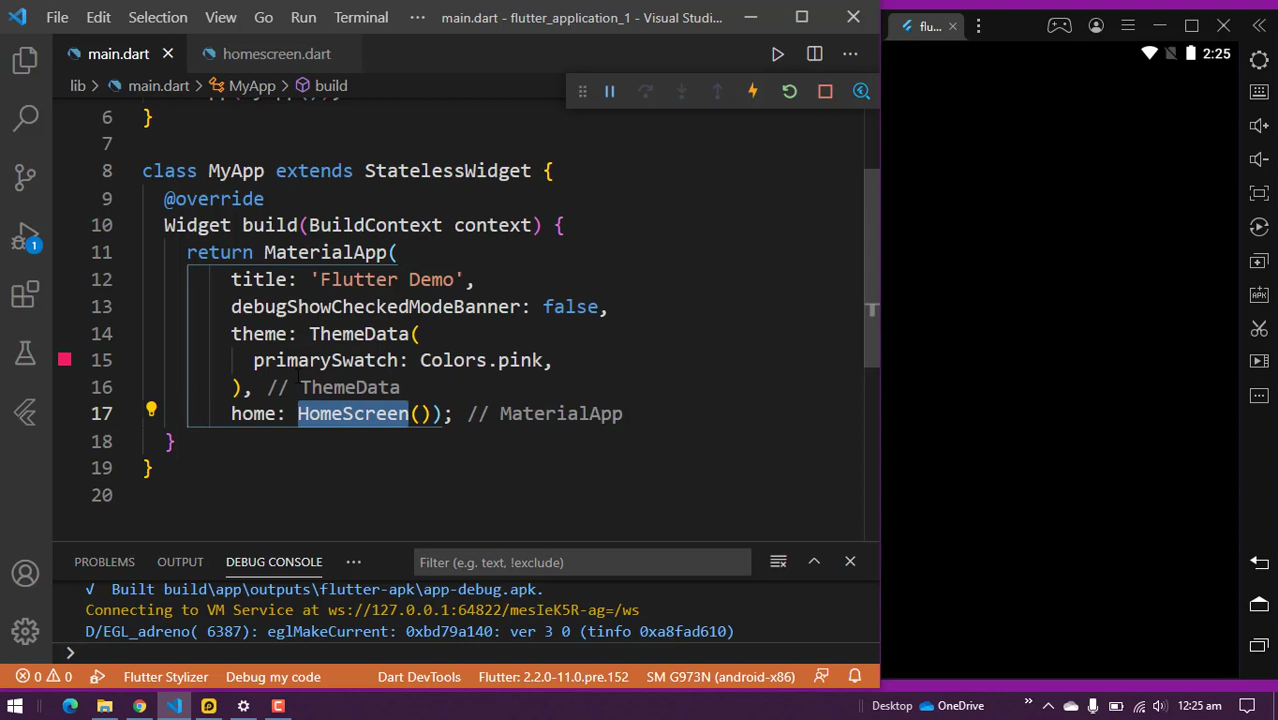 File Edit Selection View Go Run Terminal ··· main.dart - flutter_application_1 - Visual Studi...
flu...
main.dart homescreen.dart
2:25
lib > main.dart > MyApp > build
6 }
7
8 class MyApp extends StatelessWidget {
9 @override
10 Widget build(BuildContext context) {
11 return MaterialApp(
12 title: 'Flutter Demo',
13 debugShowCheckedModeBanner: false,
14 theme: ThemeData(
15 primarySwatch: Colors.pink,
16 ), // ThemeData
17 home: HomeScreen()); // MaterialApp
18 }
19 }
20
1
T
APK
PROBLEMS OUTPUT DEBUG CONSOLE ··· Filter (e.g. text, !exclude)
√ Built build\app\outputs\flutter-apk\app-debug.apk.
Connecting to VM Service at ws://127.0.0.1:64822/mesIeK5R-ag=/ws
D/EGL_adreno( 6387): eglMakeCurrent: 0xbd79a140: ver 3 0 (tinfo 0xa8fad610)
>
0 0 Flutter Stylizer Debug my code Dart DevTools Flutter: 2.2.0-11.0.pre.152 SM G973N (android-x86)
Desktop » OneDrive 12:25 am